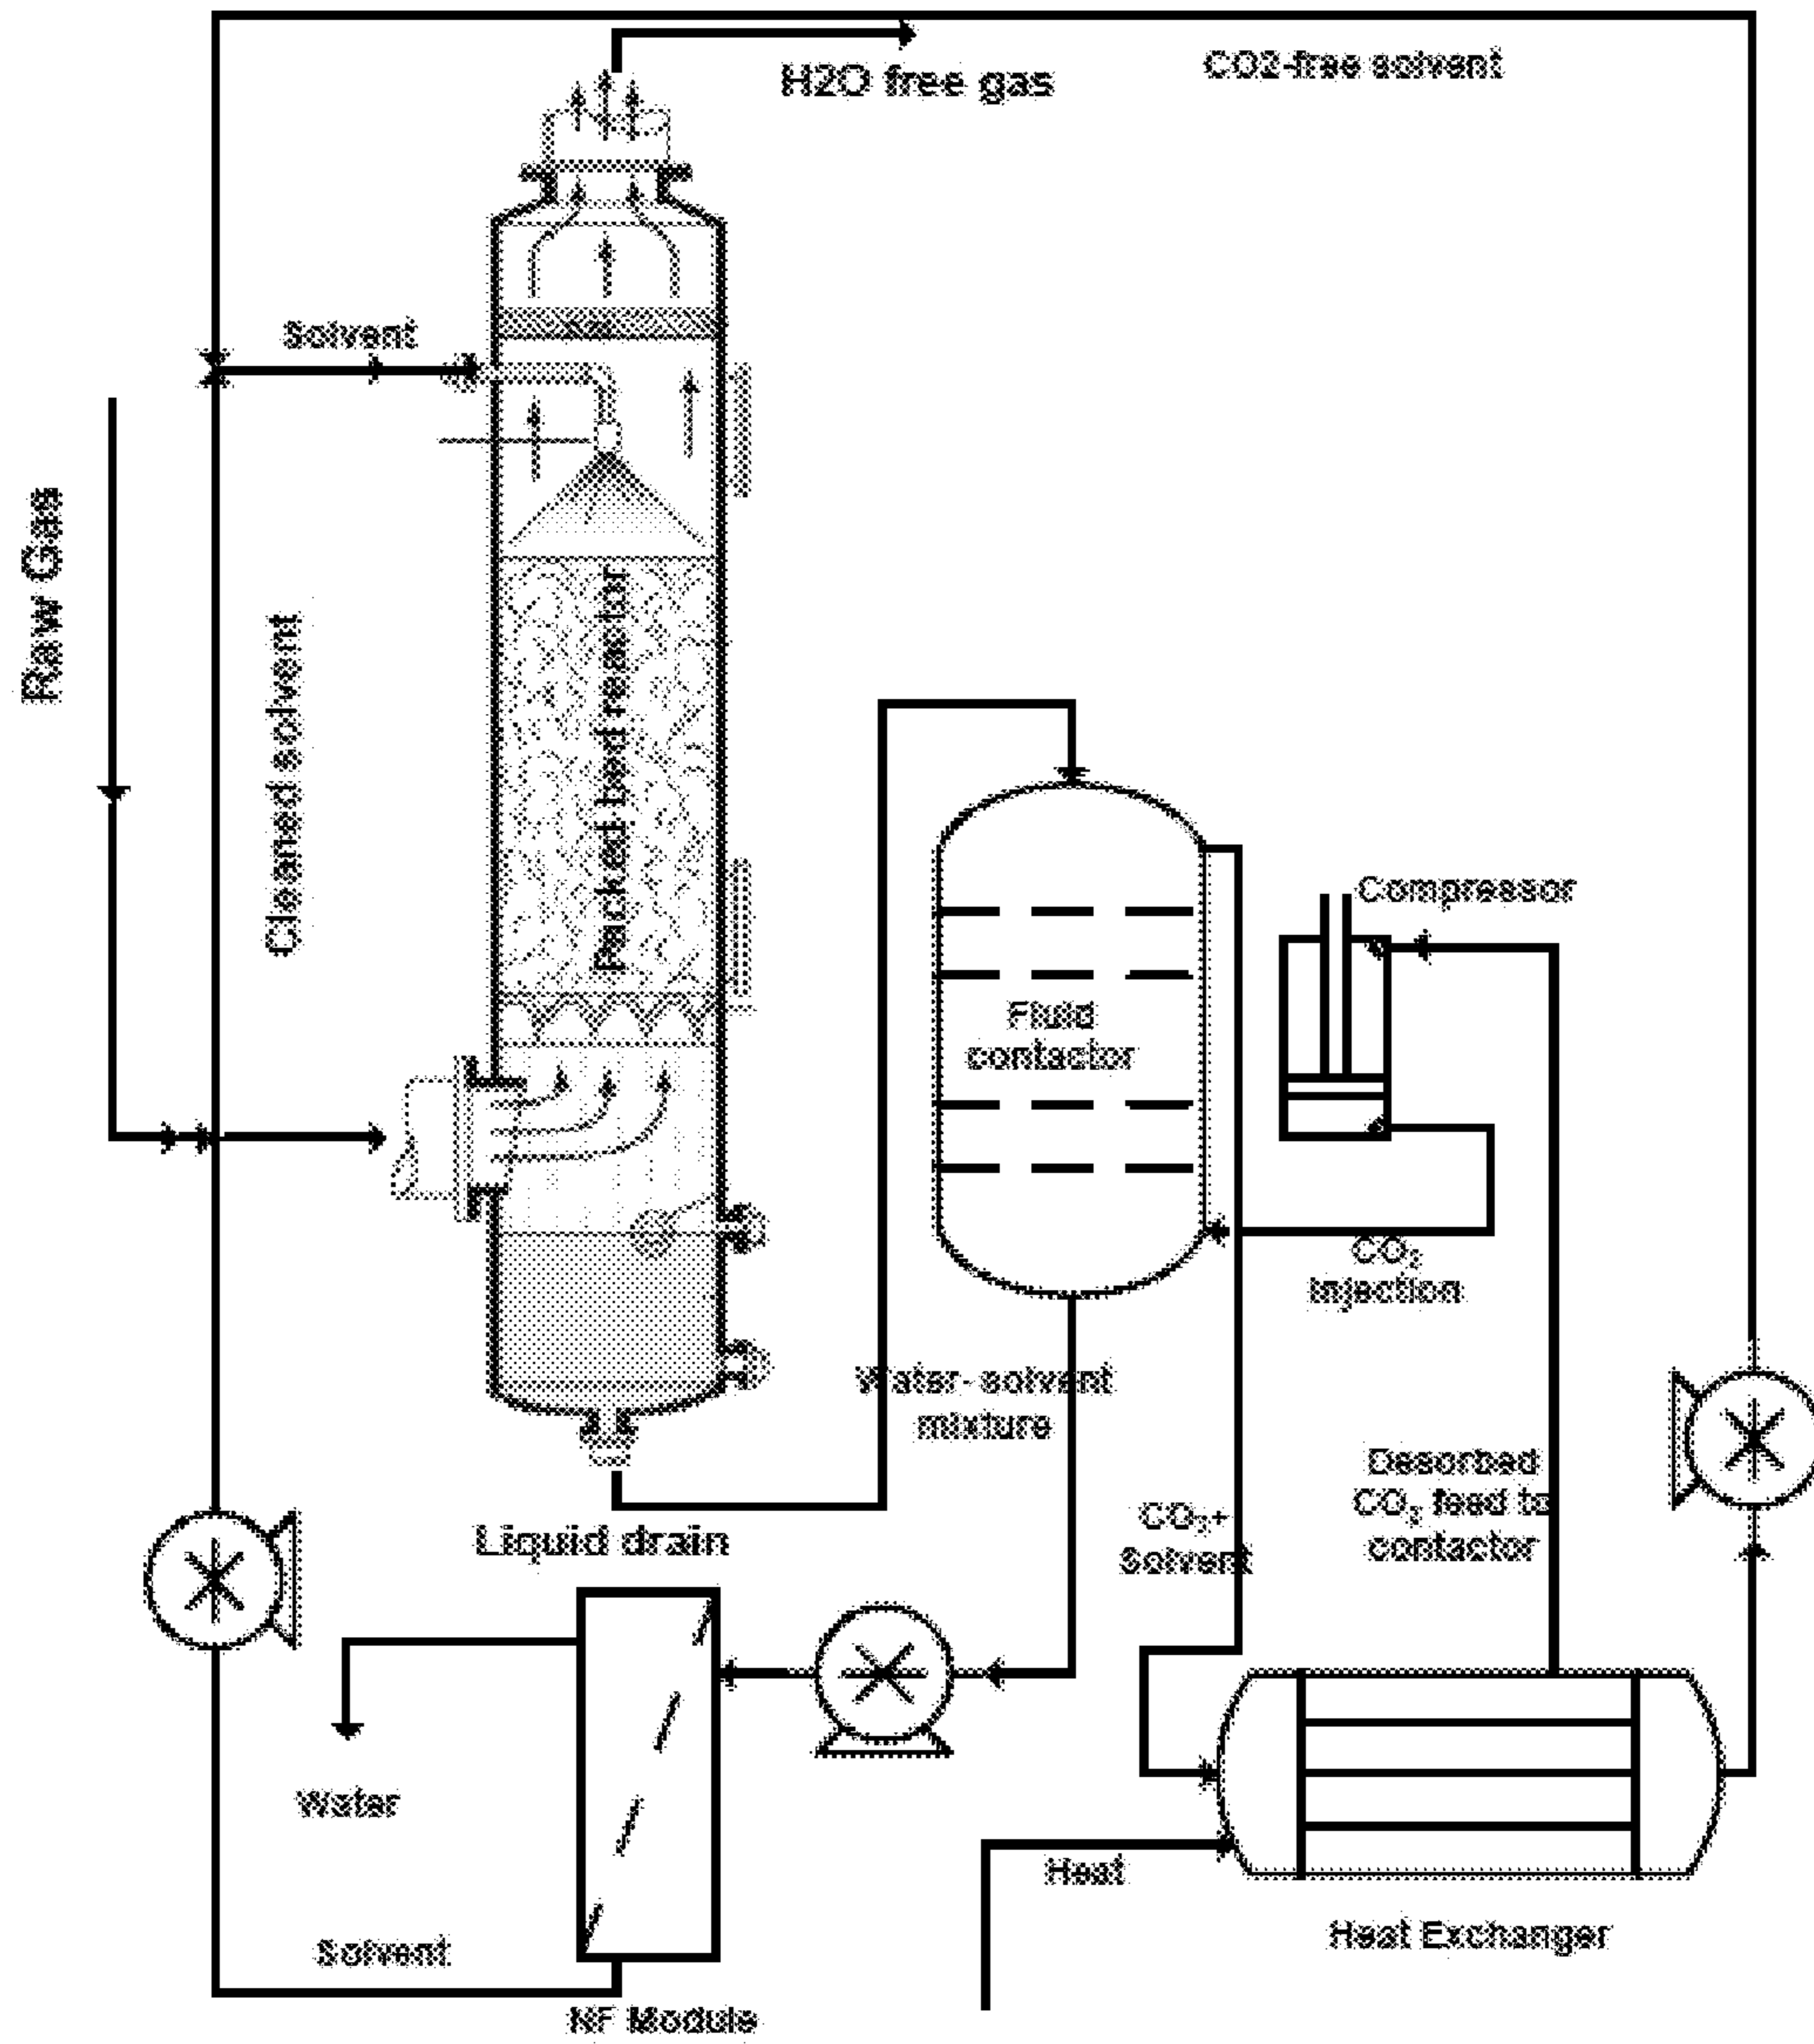 H2O free gas
CO2-free solvent
Solvent
Raw Gas
Cleaned solvent
Packed bed reactor
Compressor
Fluid
contactor
CO2
injection
Water- solvent
mixture
Desorbed
CO2 feed to
contactor
CO2+
Solvent
Liquid drain
Water
Heat
Heat Exchanger
Solvent
NF Module